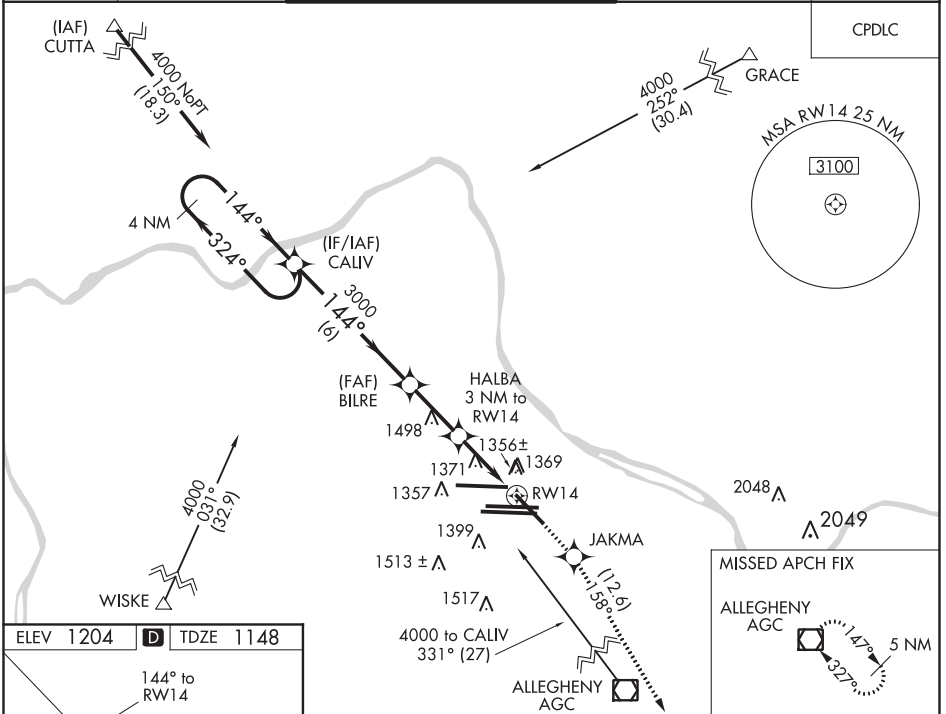 (IAF)
CUTTA
4000 NoPT
150°
(18.3)
CPDLC
GRACE
4000
252°
(30.4)
MSA RW14 25 NM
3100
4 NM
144°
324°
(IF/IAF)
CALIV
3000
144°
(6)
(FAF)
BILRE
HALBA
3 NM to
RW14
1498
1356±
1371
1369
1357
RW14
2048
2049
1399
JAKMA
1513 ±
(12.6)
158°
1517
4000
031°
(32.9)
WISKE
4000 to CALIV
331° (27)
ALLEGHENY
AGC
MISSED APCH FIX
ALLEGHENY
AGC
147°
327°
5 NM
ELEV 1204 D TDZE 1148
144° to
RW14